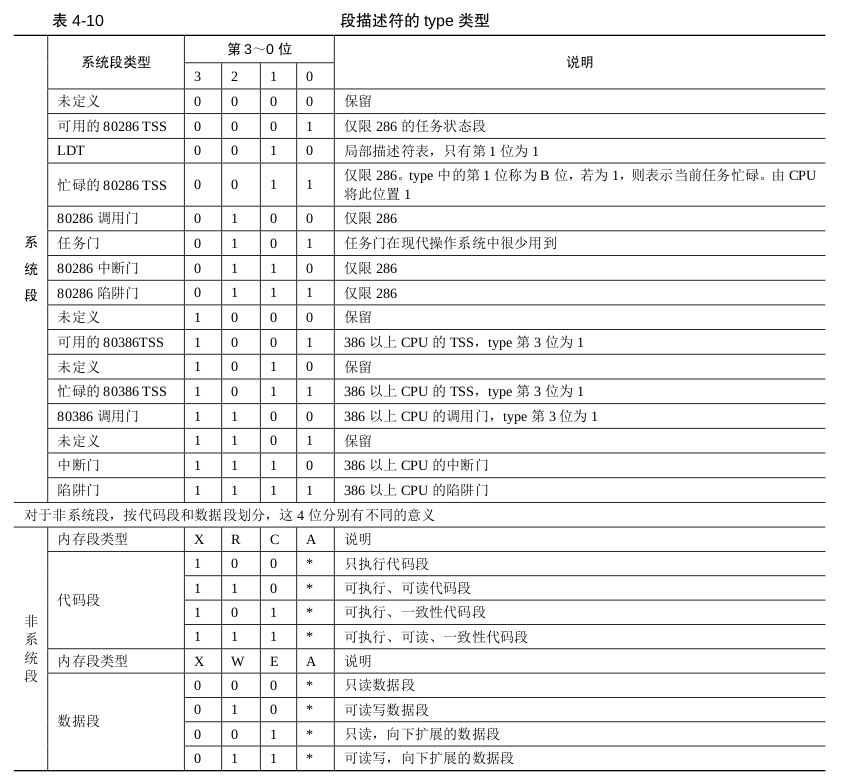 表 4-10 段描述符的 type 类型
系统段类型 第 3～0 位 说明
3 2 1 0
未定义 0 0 0 0 保留
可用的 80286 TSS 0 0 0 1 仅限 286 的任务状态段
LDT 0 0 1 0 局部描述符表，只有第 1 位为 1
忙碌的 80286 TSS 0 0 1 1 仅限 286。type 中的第 1 位称为 B 位，若为 1，则表示当前任务忙碌。由 CPU
将此位置 1
80286 调用门 0 1 0 0 仅限 286
系 任务门 0 1 0 1 任务门在现代操作系统中很少用到
统 80286 中断门 0 1 1 0 仅限 286
段 80286 陷阱门 0 1 1 1 仅限 286
未定义 1 0 0 0 保留
可用的 80386TSS 1 0 0 1 386 以上 CPU 的 TSS，type 第 3 位为 1
未定义 1 0 1 0 保留
忙碌的 80386 TSS 1 0 1 1 386 以上 CPU 的 TSS，type 第 3 位为 1
80386 调用门 1 1 0 0 386 以上 CPU 的调用门，type 第 3 位为 1
未定义 1 1 0 1 保留
中断门 1 1 1 0 386 以上 CPU 的中断门
陷阱门 1 1 1 1 386 以上 CPU 的陷阱门
对于非系统段，按代码段和数据段划分，这 4 位分别有不同的意义
内存段类型 X R C A 说明
1 0 0 * 只执行代码段
代码段 1 1 0 * 可执行、可读代码段
1 0 1 * 可执行、一致性代码段
1 1 1 * 可执行、可读、一致性代码段
非
系
统
段
内存段类型 X W E A 说明
0 0 0 * 只读数据段
数据段 0 1 0 * 可读写数据段
0 0 1 * 只读，向下扩展的数据段
0 1 1 * 可读写，向下扩展的数据段